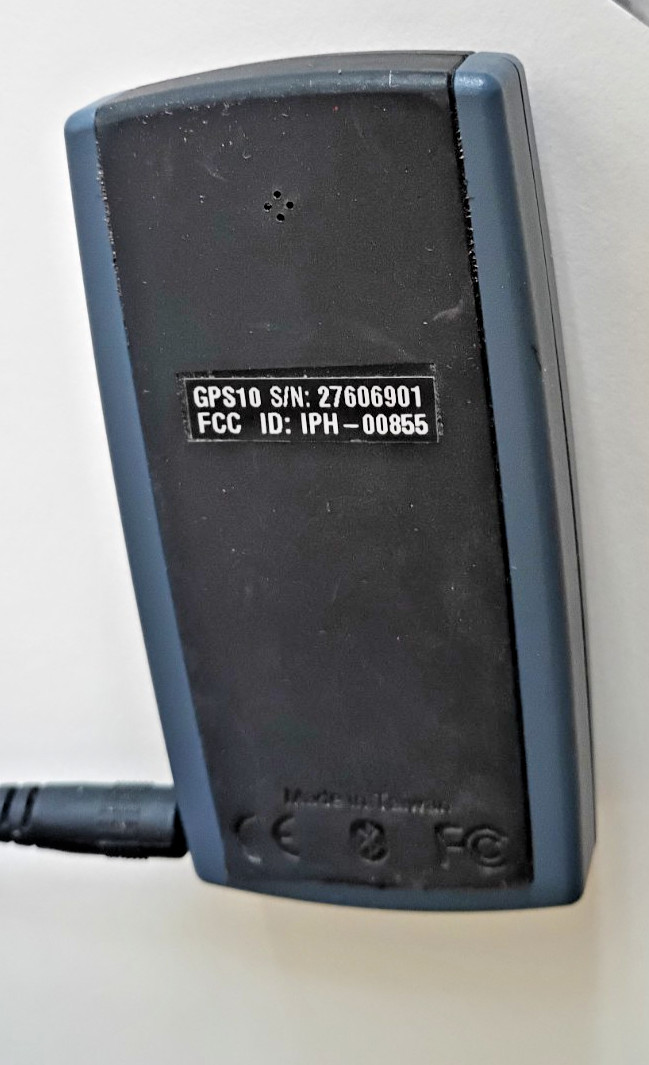 GPS10 S/N: 27606901
FCC ID: IPH-00855
Made in Taiwan
CE FC